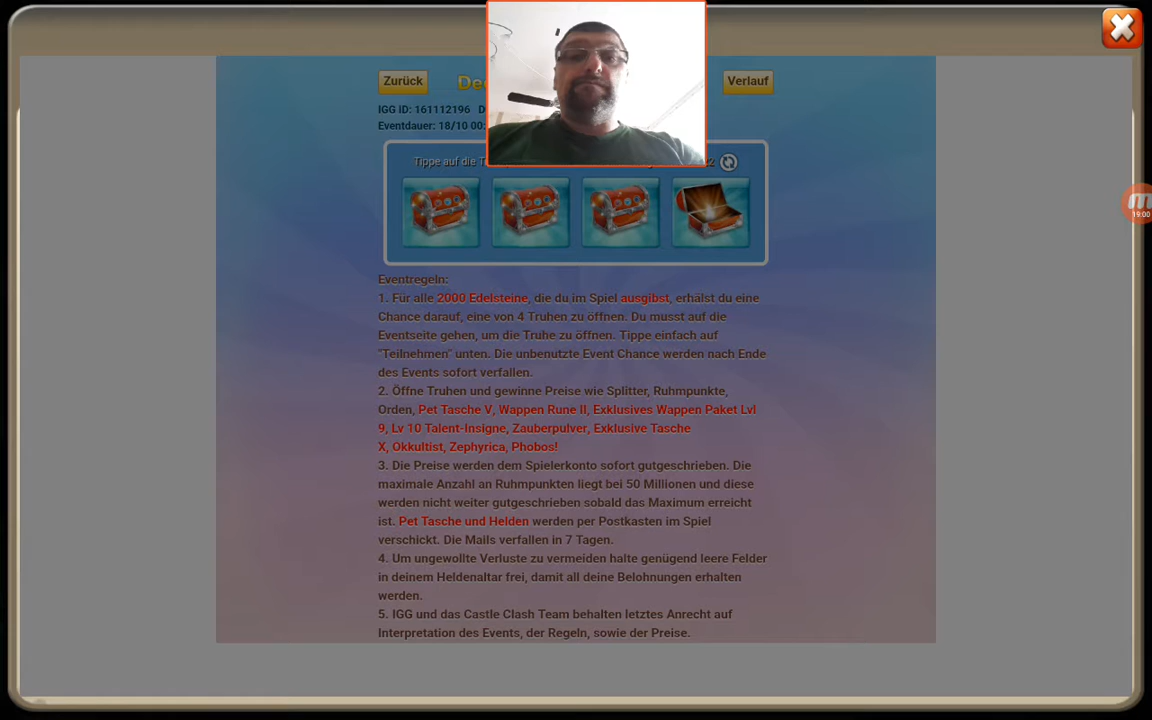 Zurück
Verlauf
IGG ID: 161112196
Eventdauer: 18/10 00:
Tippe auf die
Eventregeln:
1. Für alle 2000 Edelsteine, die du im Spiel ausgibst, erhälst du eine
Chance darauf, eine von 4 Truhen zu öffnen. Du musst auf die
Eventseite gehen, um die Truhe zu öffnen. Tippe einfach auf
"Teilnehmen" unten. Die unbenutzte Event Chance werden nach Ende
des Events sofort verfallen.
2. Öffne Truhen und gewinne Preise wie Splitter, Ruhmpunkte,
Orden, Pet Tasche V, Wappen Rune II, Exklusives Wappen Paket Lvl
9, Lv 10 Talent-Insigne, Zauberpulver, Exklusive Tasche
X, Okkultist, Zephyrica, Phobos!
3. Die Preise werden dem Spielerkonto sofort gutgeschrieben. Die
maximale Anzahl an Ruhmpunkten liegt bei 50 Millionen und diese
werden nicht weiter gutgeschrieben sobald das Maximum erreicht
ist. Pet Tasche und Helden werden per Postkasten im Spiel
verschickt. Die Mails verfallen in 7 Tagen.
4. Um ungewollte Verluste zu vermeiden halte genügend leere Felder
in deinem Heldenaltar frei, damit all deine Belohnungen erhalten
werden.
5. IGG und das Castle Clash Team behalten letztes Anrecht auf
Interpretation des Events, der Regeln, sowie der Preise.
19:00